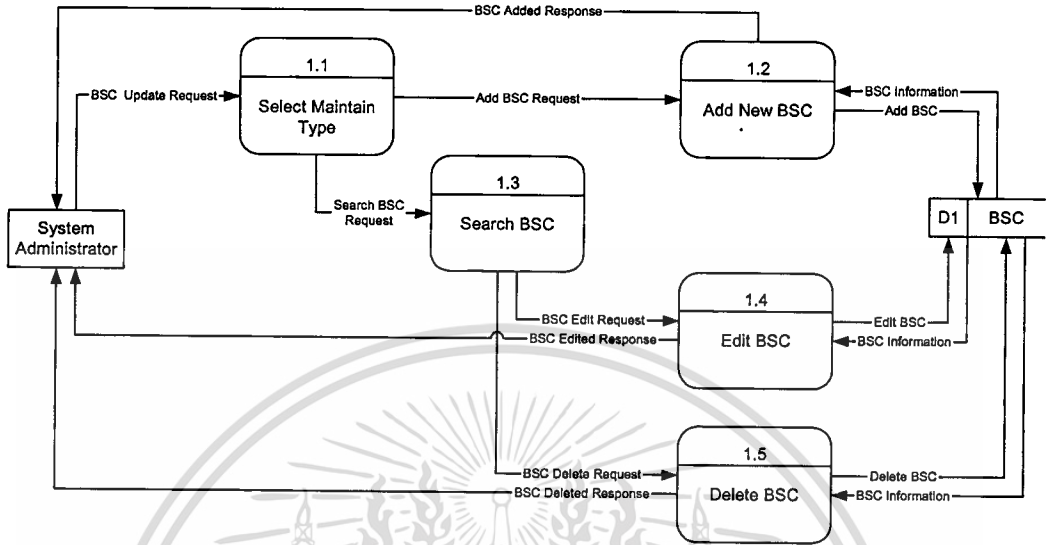 BSC Added Response
1.1
Select Maintain
Type
1.2
Add New BSC
BSC Update Request
Add BSC Request
BSC Information
Add BSC
1.3
Search BSC
Search BSC
Request
System
Administrator
D1 BSC
1.4
Edit BSC
BSC Edit Request
BSC Edited Response
Edit BSC
BSC Information
1.5
Delete BSC
BSC Delete Request
BSC Deleted Response
Delete BSC
BSC Information